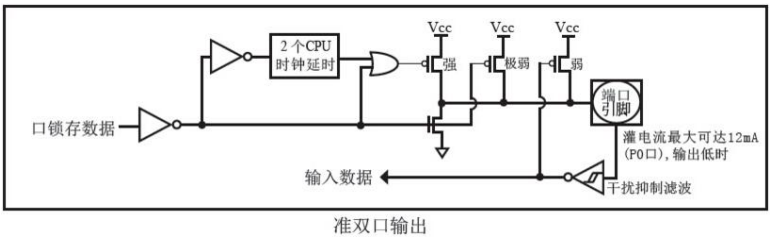 Vcc Vcc Vcc
2个CPU
时钟延时
强
极弱
弱
端口
引脚
口锁存数据
灌电流最大可达12mA
(P0口),输出低时
输入数据
干扰抑制滤波
准双口输出